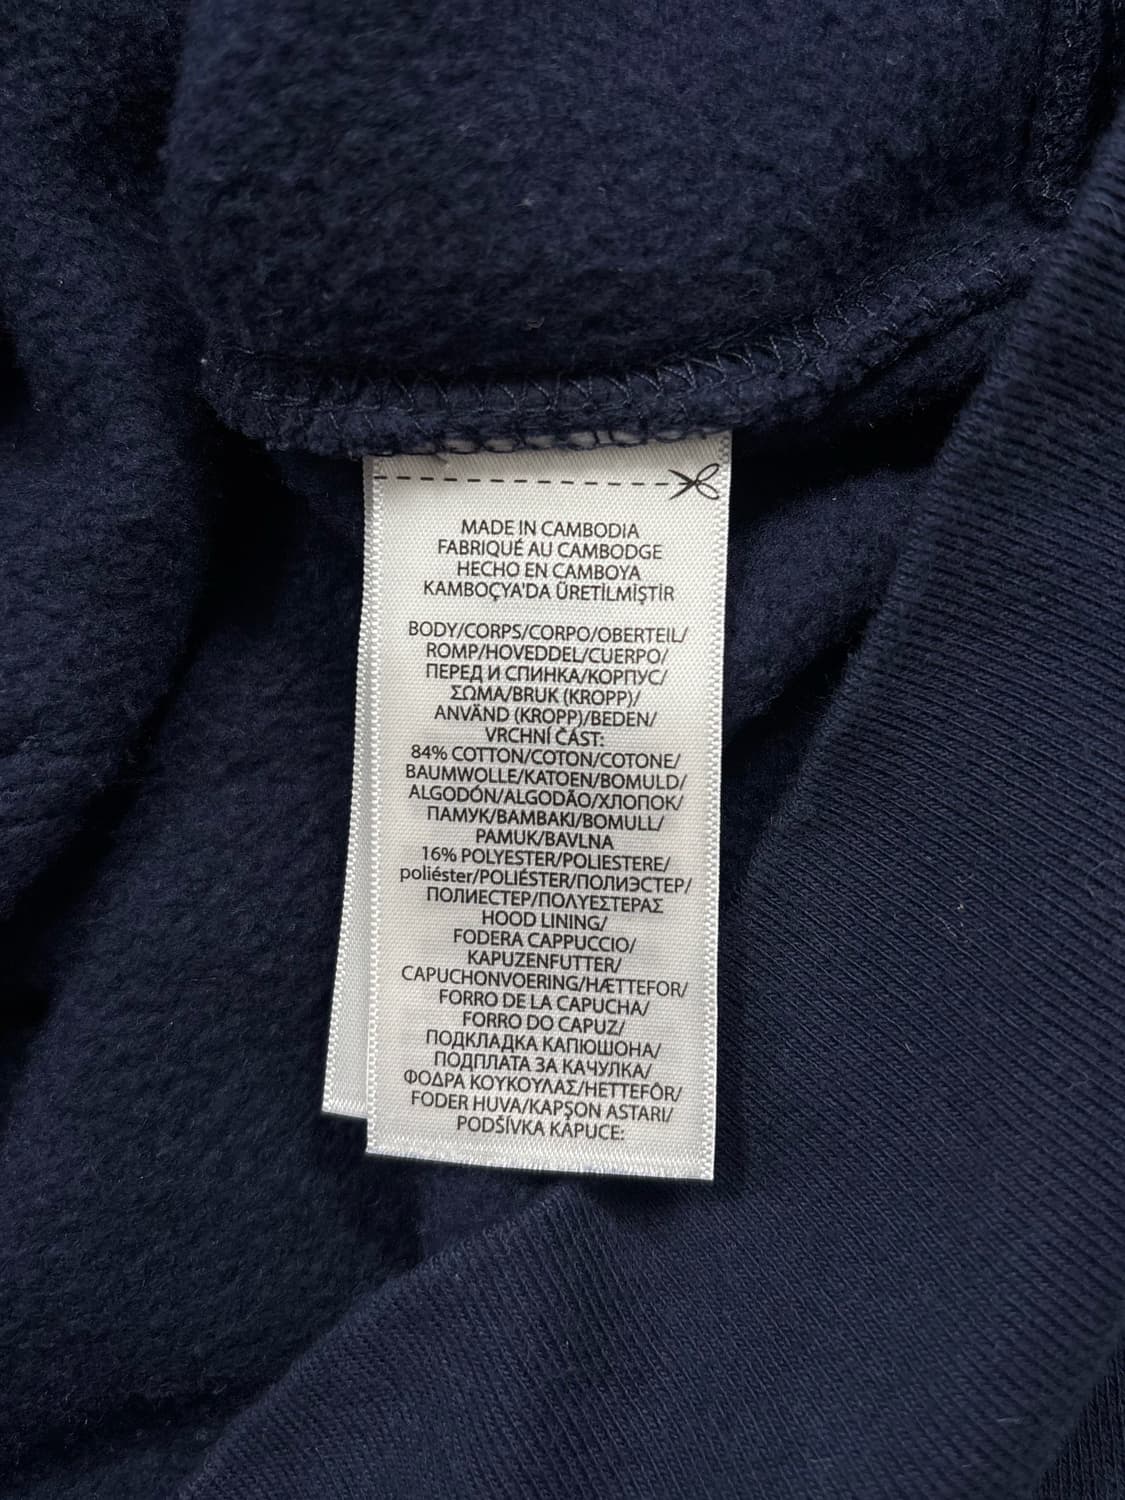 MADE IN CAMBODIA
FABRIQUÉ AU CAMBODGE
HECHO EN CAMBOYA
KAMBOÇYA'DA ÜRETİLMİŞTİR
BODY/CORPS/CORPO/OBERTEIL/
ROMP/HOVEDDEL/CUERPO/
ПЕРЕД И СПИНКА/КОРПУС/
ΣΩΜΑ/BRUK (KROPP)/
ANVÄND (KROPP)/BEDEN/
VRCHNÍ ČÁST:
84% COTTON/COTON/COTONE/
BAUMWOLLE/KATOEN/BOMULD/
ALGODÓN/ALGODÃO/ХЛОПОК/
ПАМУК/ΒΑΜΒΑΚΙ/BOMULL/
PAMUK/BAVLNA
16% POLYESTER/POLIESTERE/
poliéster/POLIÉSTER/ПОЛИЭСТЕР/
ПОЛИЕСТЕР/ΠΟΛΥΕΣΤΕΡΑΣ
HOOD LINING/
FODERA CAPPUCCIO/
KAPUZENFUTTER/
CAPUCHONVOERING/HÆTTEFOR/
FORRO DE LA CAPUCHA/
FORRO DO CAPUZ/
ПОДКЛАДКА КАПЮШОНА/
ПОДПЛАТА ЗА КАЧУЛКА/
ΦΟΔΡΑ ΚΟΥΚΟΥΛΑΣ/HETTEFÔR/
FODER HUVA/KAPŞON ASTARI/
PODŠÍVKA KÁPUCE: